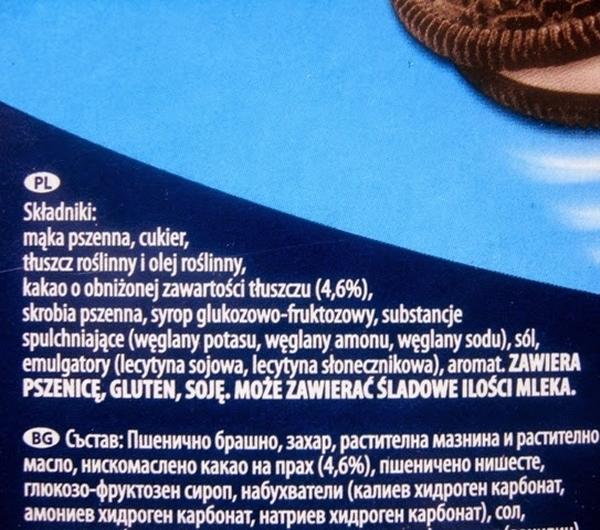 PL
Składniki:
mąka pszenna, cukier,
tłuszcz roślinny i olej roślinny,
kakao o obniżonej zawartości tłuszczu (4,6%),
skrobia pszenna, syrop glukozowo-fruktozowy, substancje
spulchniające (węglany potasu, węglany amonu, węglany sodu), sól,
emulgatory (lecytyna sojowa, lecytyna słonecznikowa), aromat. ZAWIERA
PSZENICĘ, GLUTEN, SOJĘ. MOŻE ZAWIERAĆ ŚLADOWE ILOŚCI MLEKA.
BG Състав: Пшенично брашно, захар, растителна мазнина и растително
масло, нискомаслено какао на прах (4,6%), пшеничено нишесте,
глюкозо-фруктозен сироп, набухватели (калиев хидроген карбонат,
амониев хидроген карбонат, натриев хидроген карбонат), сол,